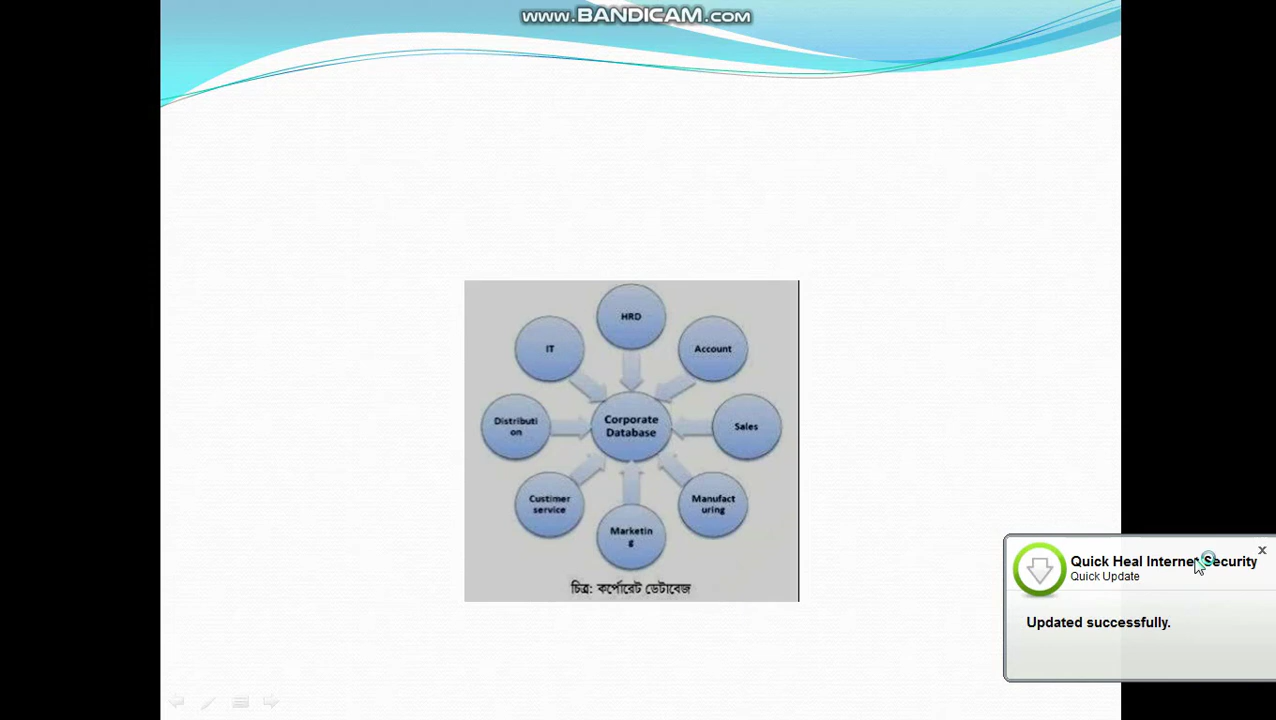 www.BANDICAM.com
HRD
IT
Account
Distributi
on
Corporate
Database
Sales
Custimer
service
Manufact
uring
Marketin
g
চিত্র: কর্পোরেট ডেটাবেজ
Quick Heal Internet Security
Quick Update
x
Updated successfully.